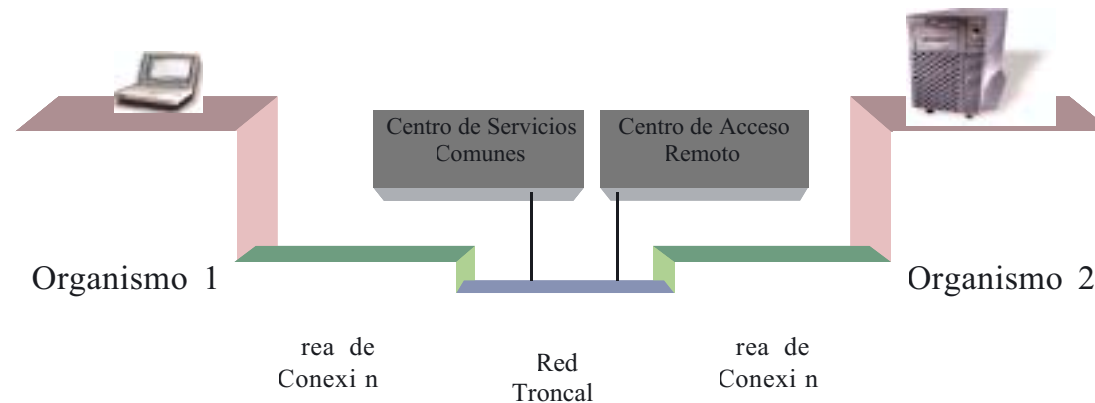 Centro de Servicios
Comunes
Centro de Acceso
Remoto
Organismo 1
Organismo 2
rea de
Conexi n
Red
Troncal
rea de
Conexi n